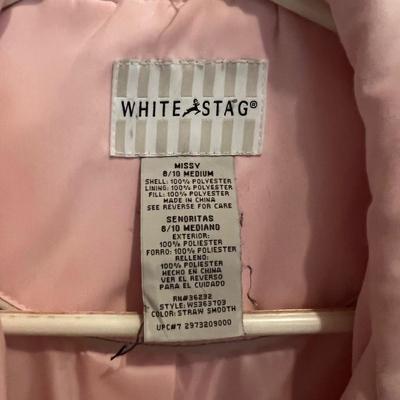 WHITE STAG®
MISSY
8/10 MEDIUM
SHELL: 100% POLYESTER
LINING: 100% POLYESTER
FILL: 100% POLYESTER
MADE IN CHINA
SEE REVERSE FOR CARE
SEÑORITAS
8/10 MEDIANO
EXTERIOR:
100% POLIESTER
FORRO: 100% POLIESTER
RELLENO:
100% POLIESTER
HECHO EN CHINA
VER EL REVERSO
PARA EL CUIDADO
RN#36232
STYLE: WS363703
COLOR: STRAW SMOOTH
UPC#7 2973209000